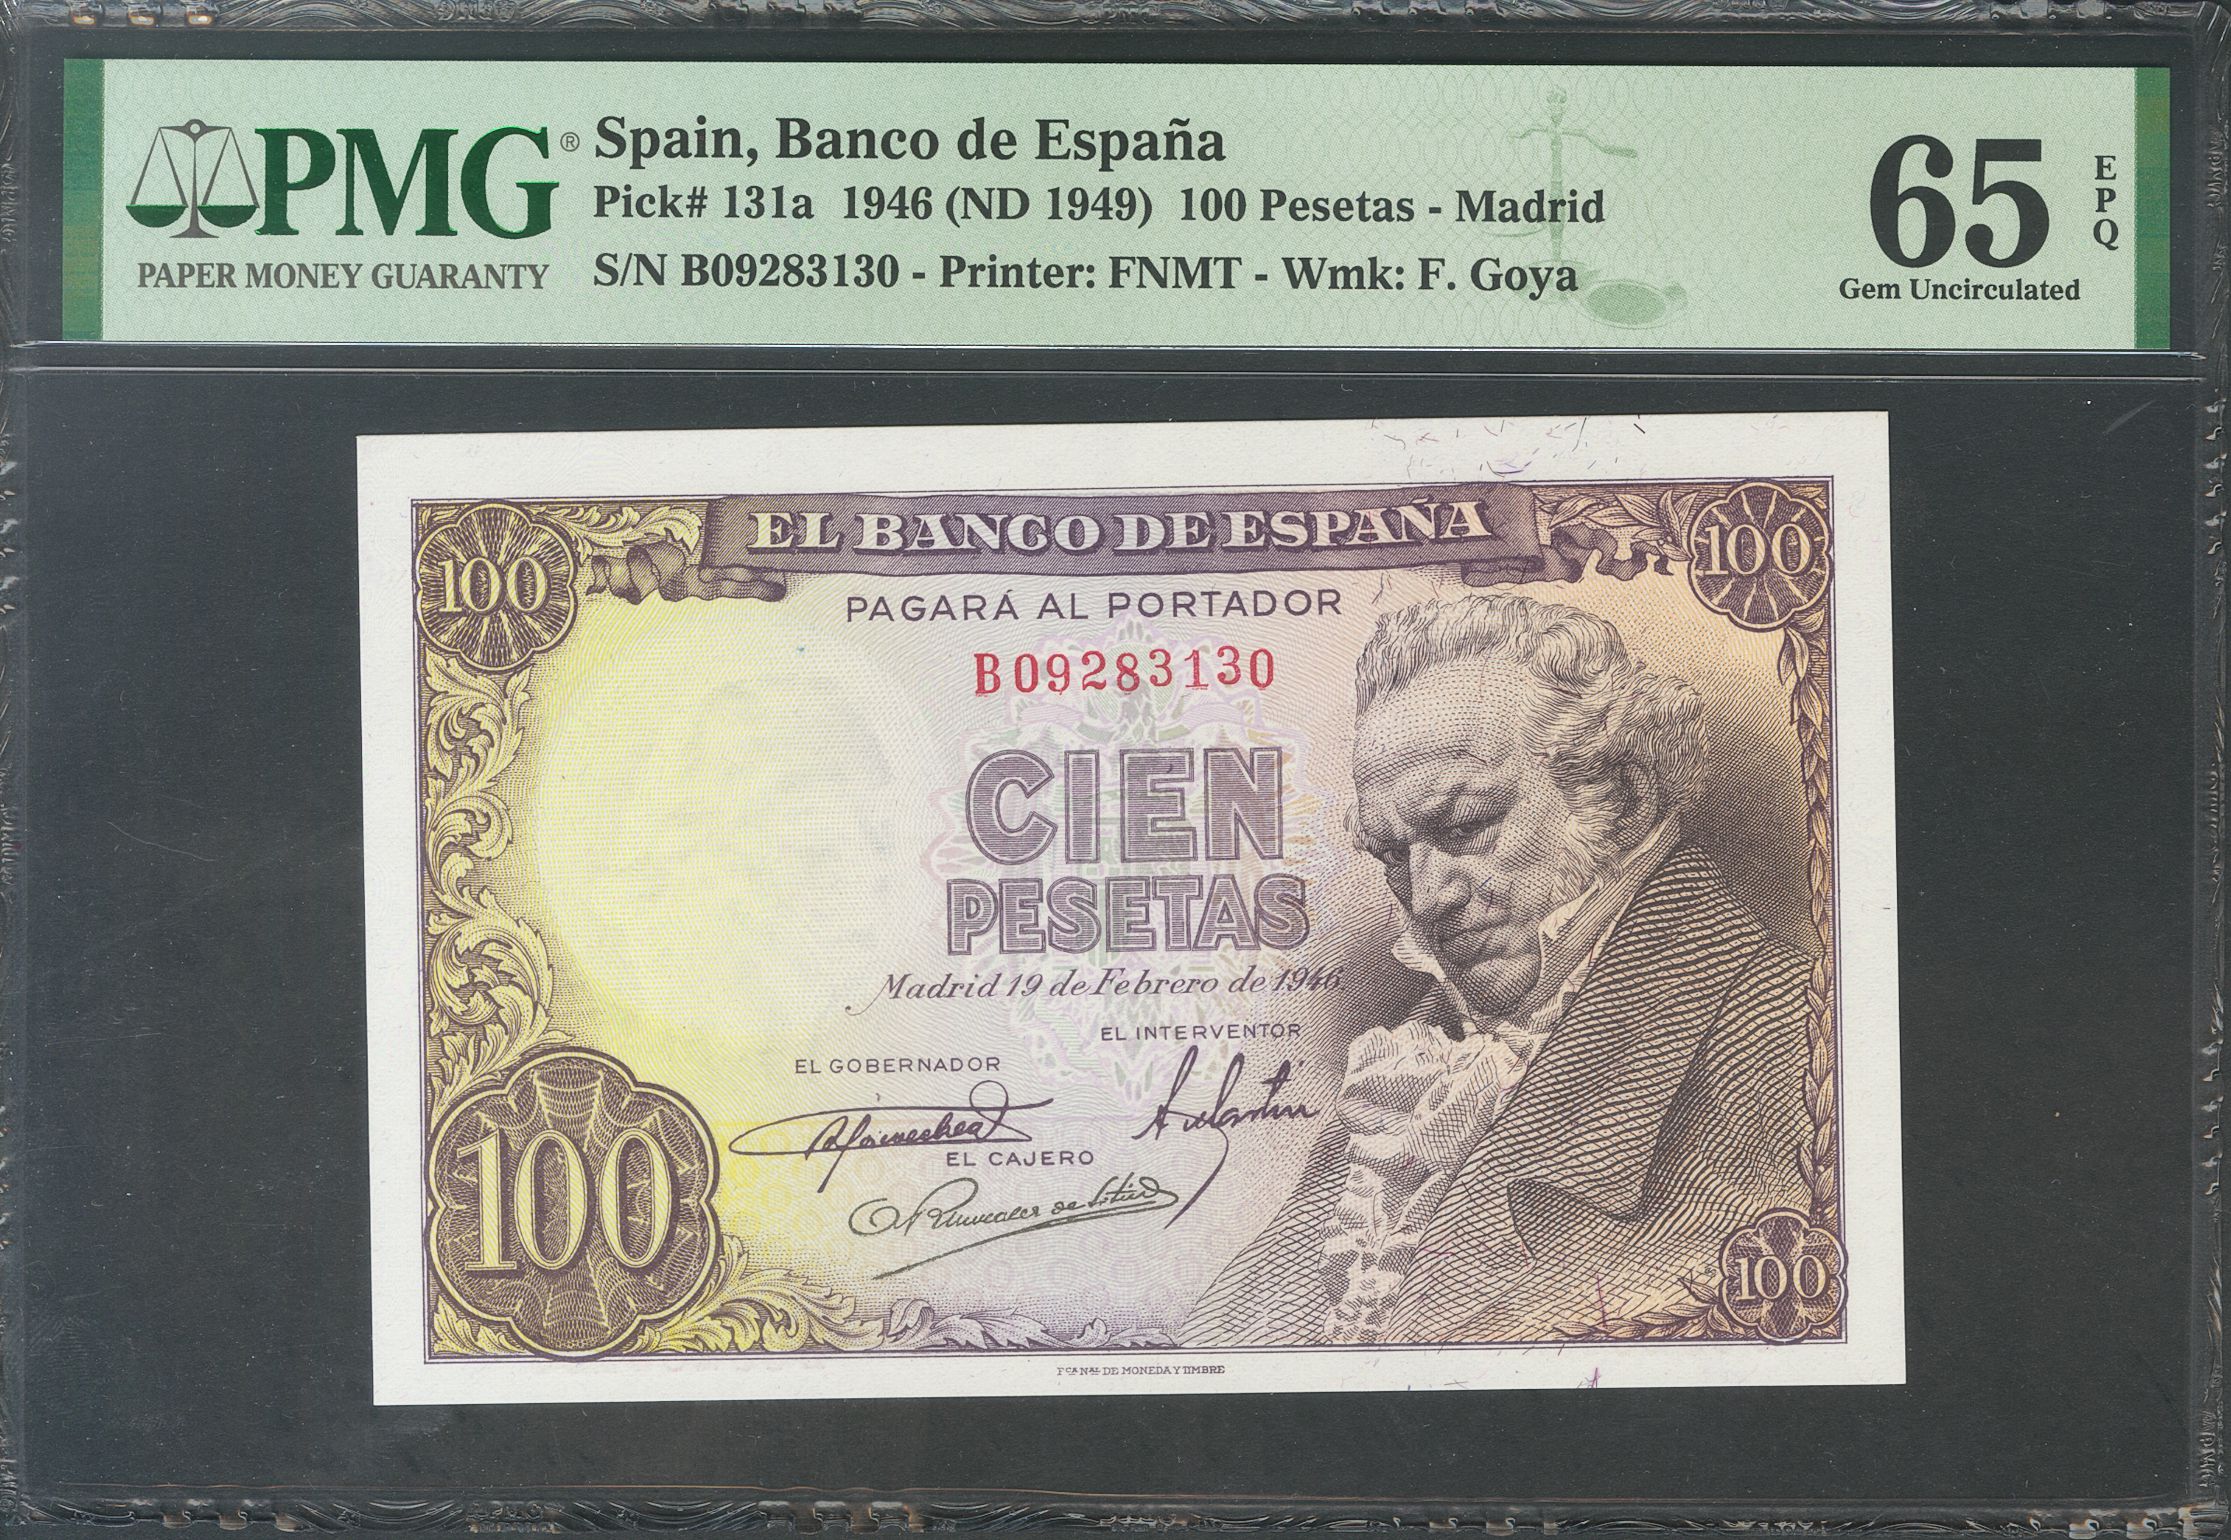 PMG®
PAPER MONEY GUARANTY
Spain, Banco de España
Pick# 131a 1946 (ND 1949) 100 Pesetas - Madrid
S/N B09283130 - Printer: FNMT - Wmk: F. Goya
65
EPQ
Gem Uncirculated
EL BANCO DE ESPAÑA
100
100
PAGARÁ AL PORTADOR
B09283130
CIEN
PESETAS
Madrid 19 de Febrero de 1946
EL INTERVENTOR
EL GOBERNADOR
EL CAJERO
100
100
FCA NAL DE MONEDA Y TIMBRE